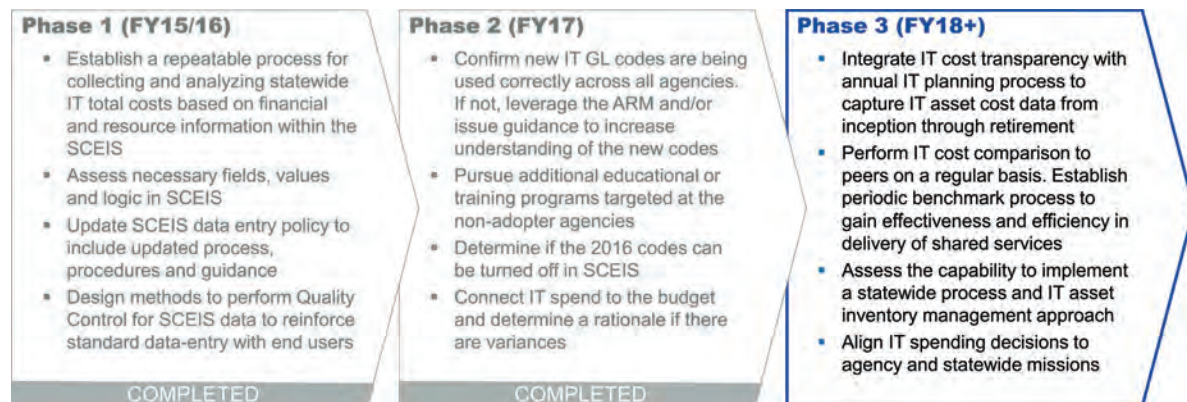 Phase 1 (FY15/16)
▪ Establish a repeatable process for
collecting and analyzing statewide
IT total costs based on financial
and resource information within the
SCEIS
▪ Assess necessary fields, values
and logic in SCEIS
▪ Update SCEIS data entry policy to
include updated process,
procedures and guidance
▪ Design methods to perform Quality
Control for SCEIS data to reinforce
standard data-entry with end users
COMPLETED
Phase 2 (FY17)
▪ Confirm new IT GL codes are being
used correctly across all agencies.
If not, leverage the ARM and/or
issue guidance to increase
understanding of the new codes
▪ Pursue additional educational or
training programs targeted at the
non-adopter agencies
▪ Determine if the 2016 codes can
be turned off in SCEIS
▪ Connect IT spend to the budget
and determine a rationale if there
are variances
COMPLETED
Phase 3 (FY18+)
▪ Integrate IT cost transparency with
annual IT planning process to
capture IT asset cost data from
inception through retirement
▪ Perform IT cost comparison to
peers on a regular basis. Establish
periodic benchmark process to
gain effectiveness and efficiency in
delivery of shared services
▪ Assess the capability to implement
a statewide process and IT asset
inventory management approach
▪ Align IT spending decisions to
agency and statewide missions